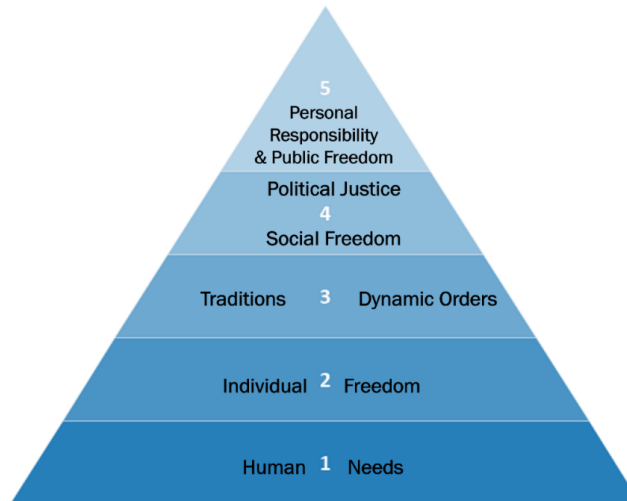 5
Personal
Responsibility
& Public Freedom
Political Justice
4
Social Freedom
Traditions 3 Dynamic Orders
Individual 2 Freedom
Human 1 Needs